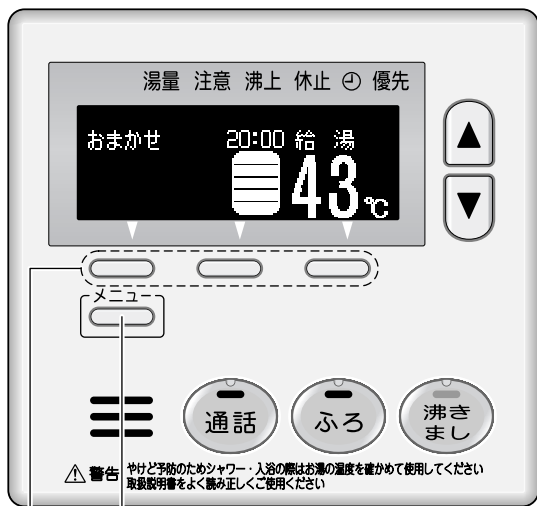 湯量 注意 沸上 休止 優先
おまかせ 20:00 給 湯
43℃
メニュー
通話 ふろ 沸き
まし
警告 やけど予防のためシャワー・入浴の際はお湯の温度を確かめて使用してください
取扱説明書をよく読み正しくご使用ください